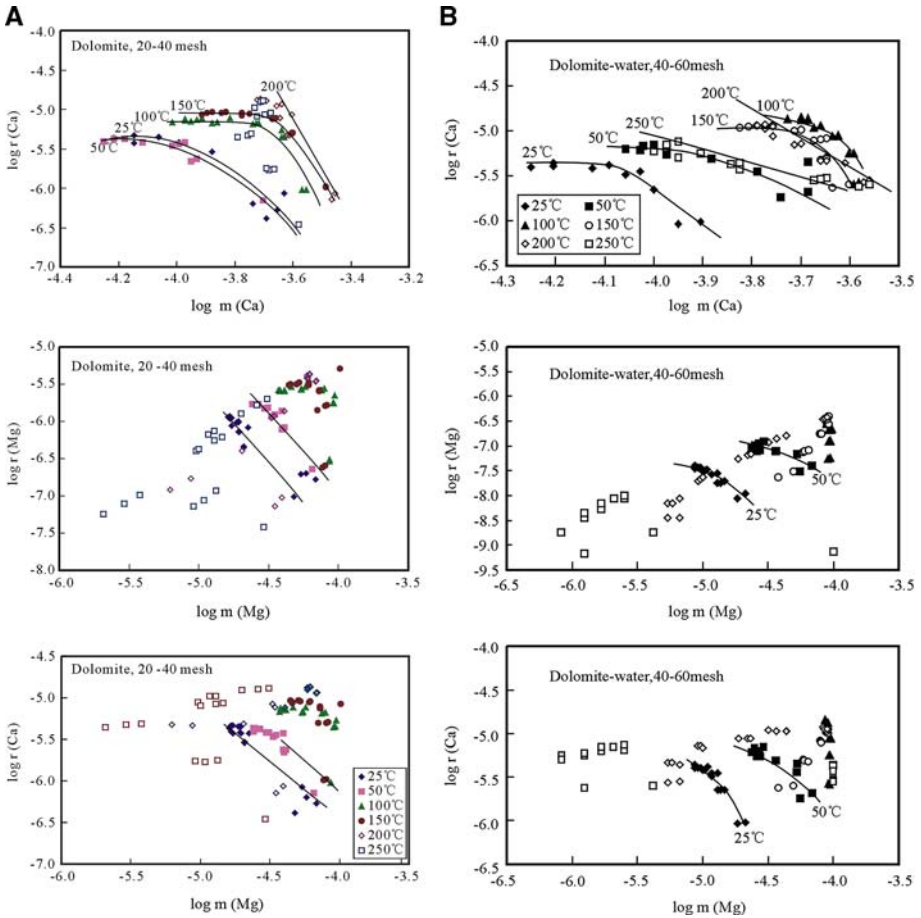 A
Dolomite, 20-40 mesh
-4.0
-4.5
-5.0
-5.5
-6.0
-6.5
-7.0
log r (Ca)
200℃
150℃
100℃
25℃
50℃
-4.4 -4.2 -4.0 -3.8 -3.6 -3.4 -3.2
log m (Ca)
Dolomite, 20 -40 mesh
-5.0
-5.5
-6.0
-6.5
-7.0
-7.5
-8.0
log r (Mg)
-6.0 -5.5 -5.0 -4.5 -4.0 -3.5
log m (Mg)
Dolomite, 20 -40 mesh
-4.5
-5.0
-5.5
-6.0
-6.5
-7.0
log r (Ca)
25℃
50℃
100℃
150℃
200℃
250℃
-6.0 -5.5 -5.0 -4.5 -4.0 -3.5
log m (Mg)
B
Dolomite-water,40-60mesh
-4.0
-4.5
-5.0
-5.5
-6.0
-6.5
log r (Ca)
200℃ 100℃
150℃
250℃
50℃
25℃
25℃ 50℃
100℃ 150℃
200℃ 250℃
-4.3 -4.2 -4.1 -4.0 -3.9 -3.8 -3.7 -3.6 -3.5
log m (Ca)
Dolomite-water,40-60mesh
-5.0
-5.5
-6.0
-6.5
-7.0
-7.5
-8.0
-8.5
-9.0
-9.5
log r (Mg)
50℃
25℃
-6.5 -6.0 -5.5 -5.0 -4.5 -4.0 -3.5
log m (Mg)
Dolomite-water,40-60mesh
-4.0
-4.5
-5.0
-5.5
-6.0
-6.5
log r (Ca)
50℃
25℃
-6.5 -6.0 -5.5 -5.0 -4.5 -4.0 -3.5
log m (Mg)